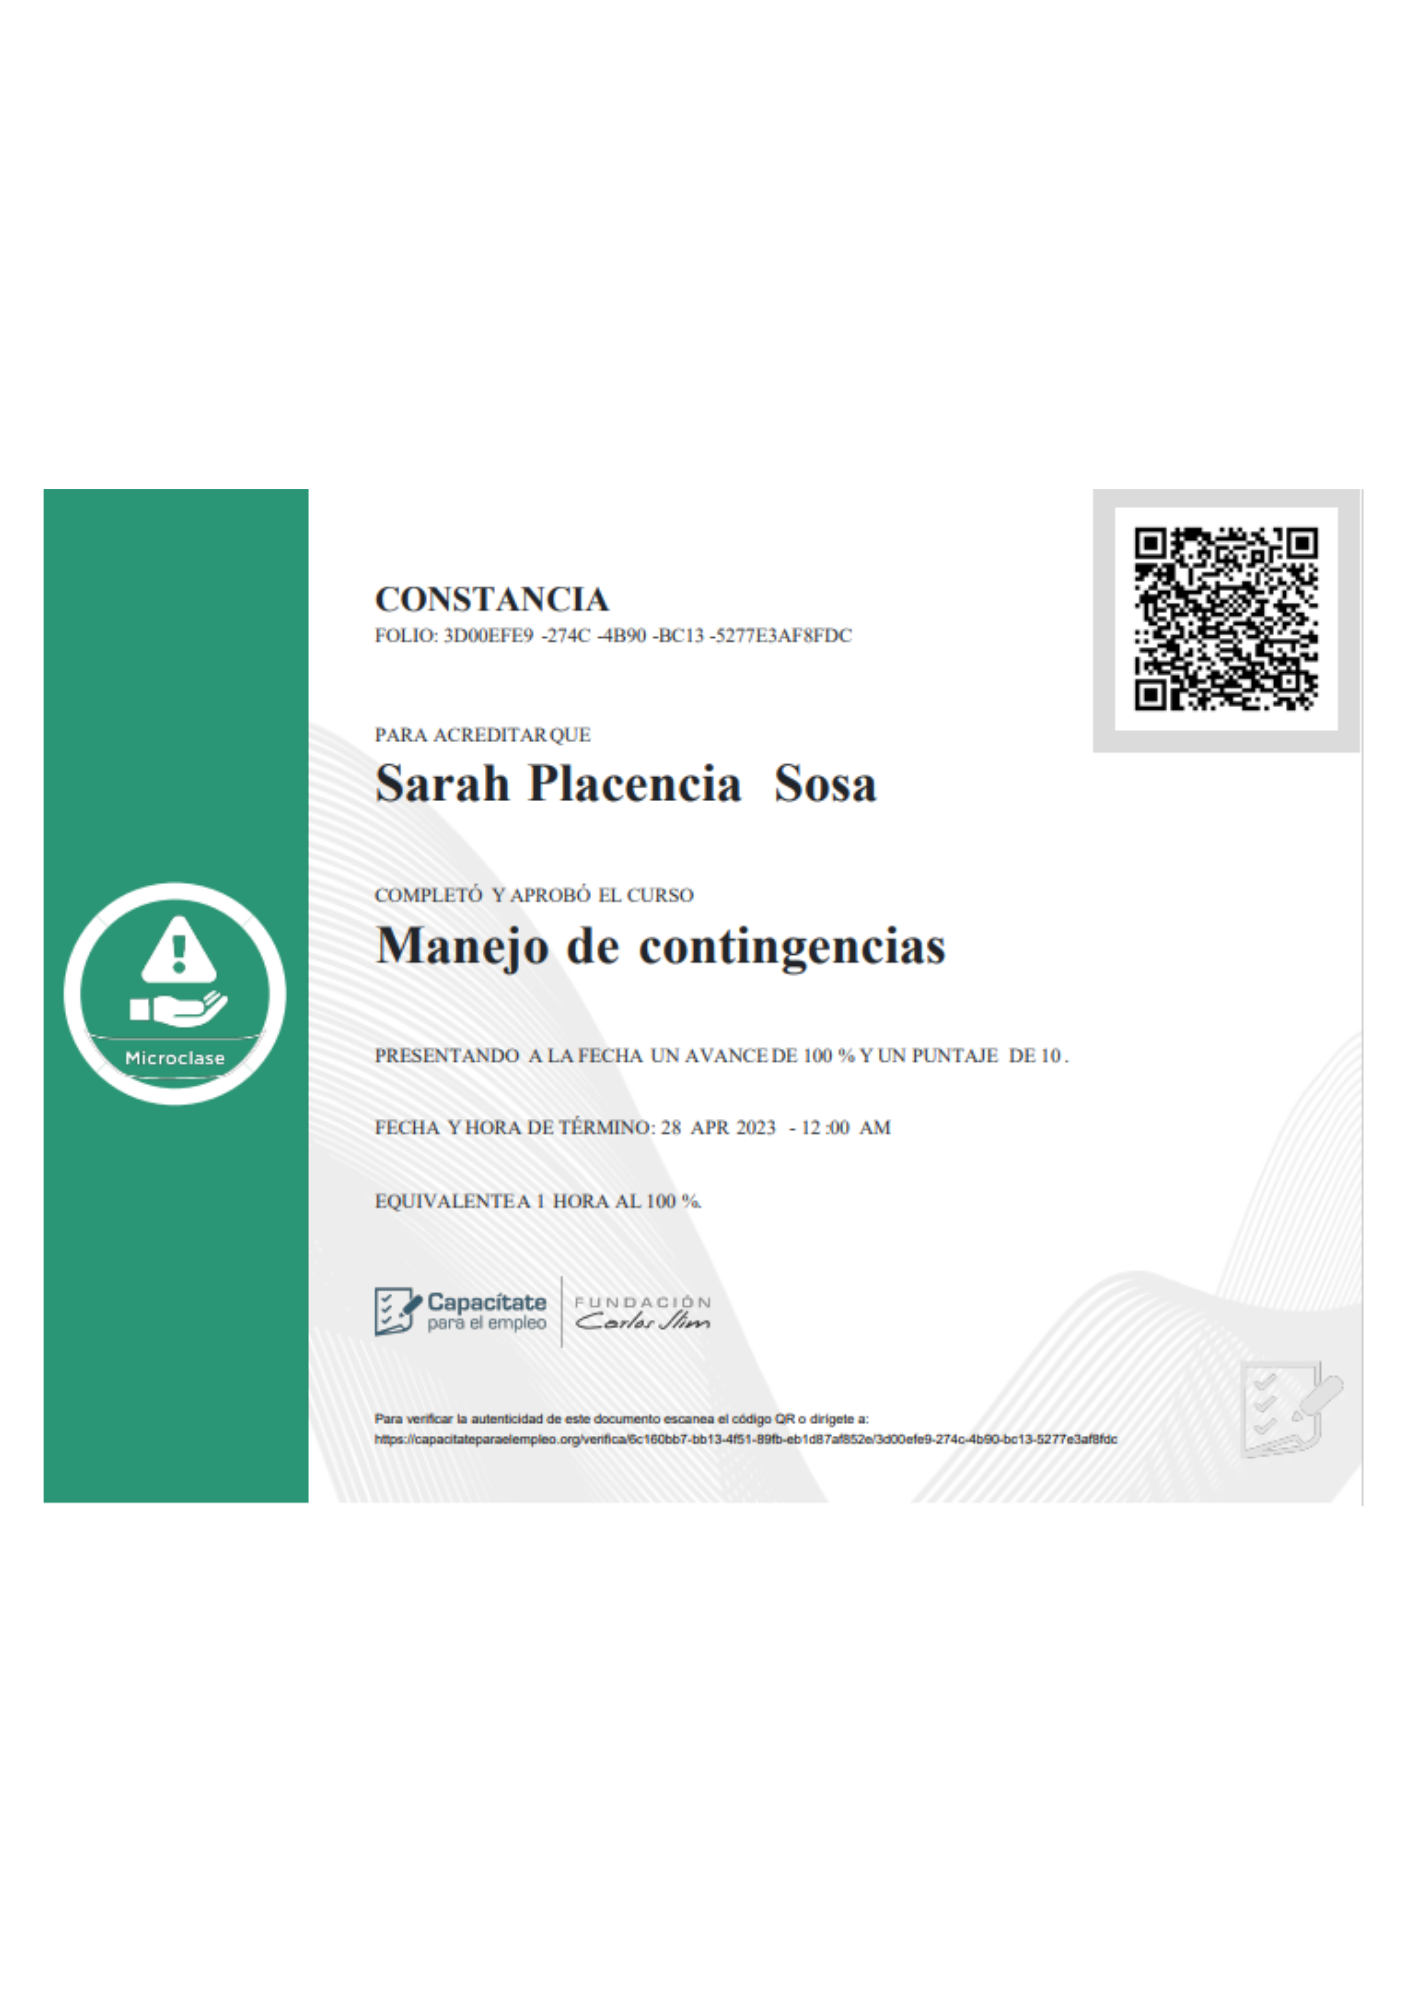 CONSTANCIA
FOLIO: 3D00EFE9 -274C -4B90 -BC13 -5277E3AF8FDC
PARA ACREDITAR QUE
Sarah Placencia Sosa
COMPLETÓ Y APROBÓ EL CURSO
Manejo de contingencias
Microclase
PRESENTANDO A LA FECHA UN AVANCE DE 100 % Y UN PUNTAJE DE 10 .
FECHA Y HORA DE TÉRMINO: 28 APR 2023 - 12 :00 AM
EQUIVALENTE A 1 HORA AL 100 %.
Capacítate
para el empleo
FUNDACIÓN
Carlos Slim
Para verificar la autenticidad de este documento escanea el código QR o dirígete a:
https://capacitateparaelempleo.org/verifica/6c160bb7-bb13-4f51-89fb-eb1d87af852e/3d00efe9-274c-4b90-bc13-5277e3af8fdc